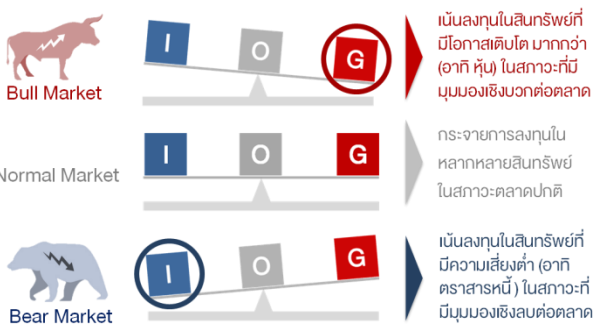 Bull Market
I O G
เน้นลงทุนในสินทรัพย์ที่
มีโอกาสเติบโต มากกว่า
(อาทิ หุ้น) ในสภาวะที่มี
มุมมองเชิงบวกต่อตลาด
Normal Market
I O G
กระจายการลงทุนใน
หลากหลายสินทรัพย์
ในสภาวะตลาดปกติ
Bear Market
I O G
เน้นลงทุนในสินทรัพย์ที่
มีความเสี่ยงต่ำ (อาทิ
ตราสารหนี้ ) ในสภาวะที่
มีมุมมองเชิงลบต่อตลาด